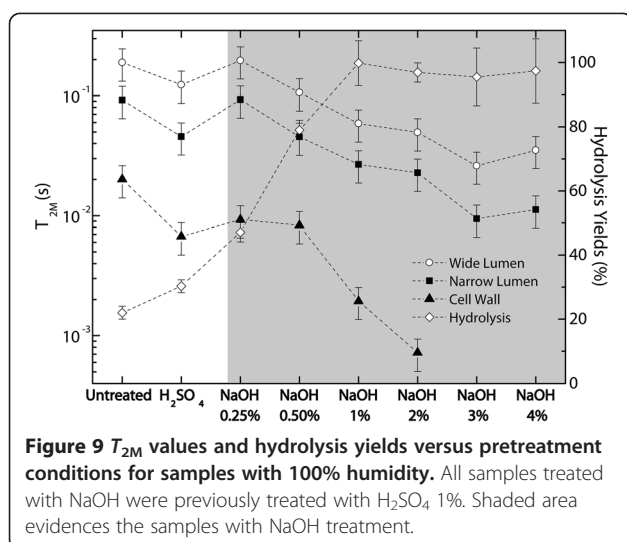 10⁻¹
10⁻²
10⁻³
T₂M (s)
100
80
60
40
20
0
Hydrolysis Yields (%)
Wide Lumen
Narrow Lumen
Cell Wall
Hydrolysis
Untreated H₂SO₄ NaOH NaOH NaOH NaOH NaOH NaOH
0.25% 0.50% 1% 2% 3% 4%
Figure 9 T₂M values and hydrolysis yields versus pretreatment
conditions for samples with 100% humidity. All samples treated
with NaOH were previously treated with H₂SO₄ 1%. Shaded area
evidences the samples with NaOH treatment.